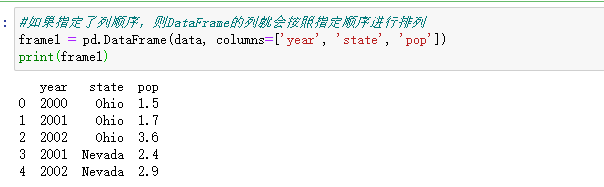 : #如果指定了列顺序，则DataFrame的列就会按照指定顺序进行排列
frame1 = pd.DataFrame(data, columns=['year', 'state', 'pop'])
print(frame1)
year state pop
0 2000 Ohio 1.5
1 2001 Ohio 1.7
2 2002 Ohio 3.6
3 2001 Nevada 2.4
4 2002 Nevada 2.9